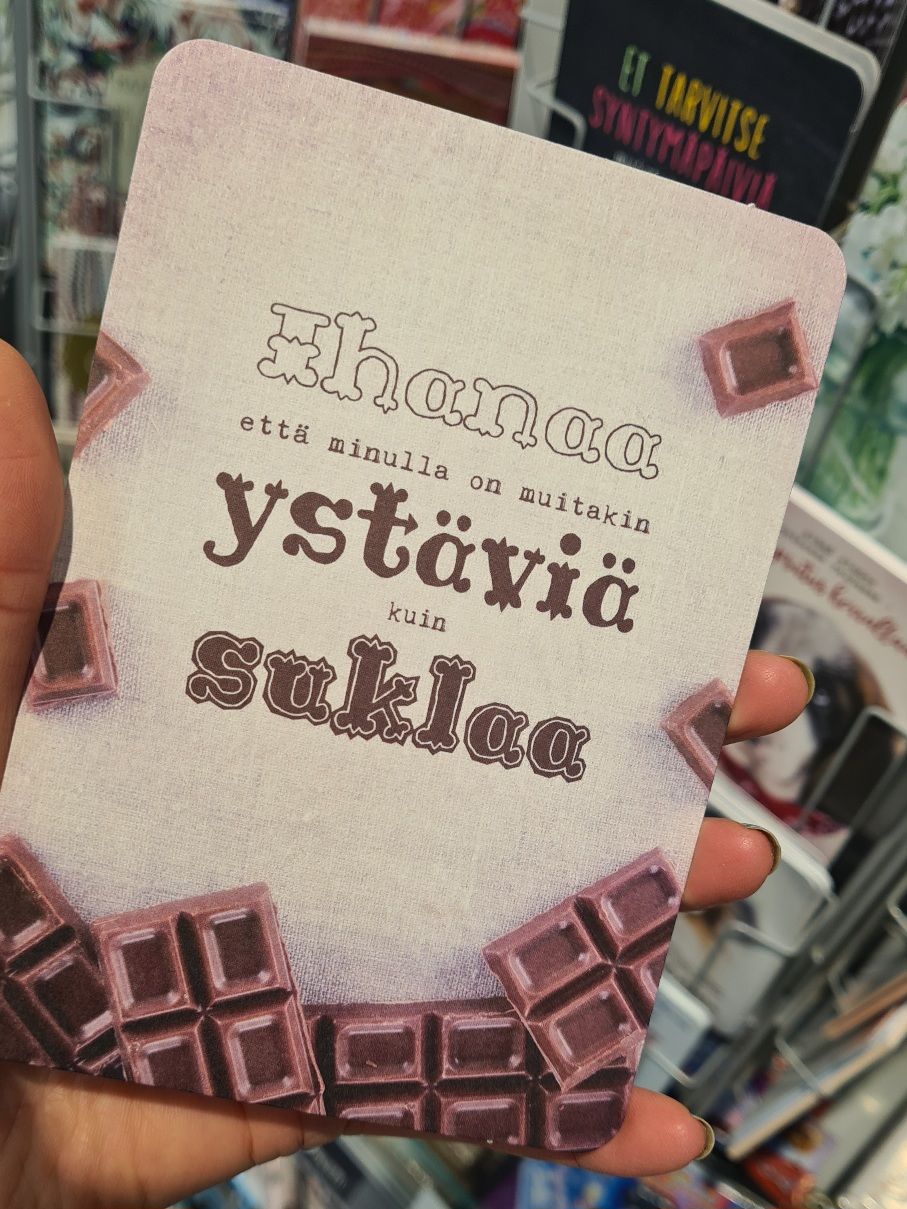 ET TARVITSE
SYNTYMÄPÄIVIÄ
Ihanaa
että minulla on muitakin
ystäviä
kuin
suklaa